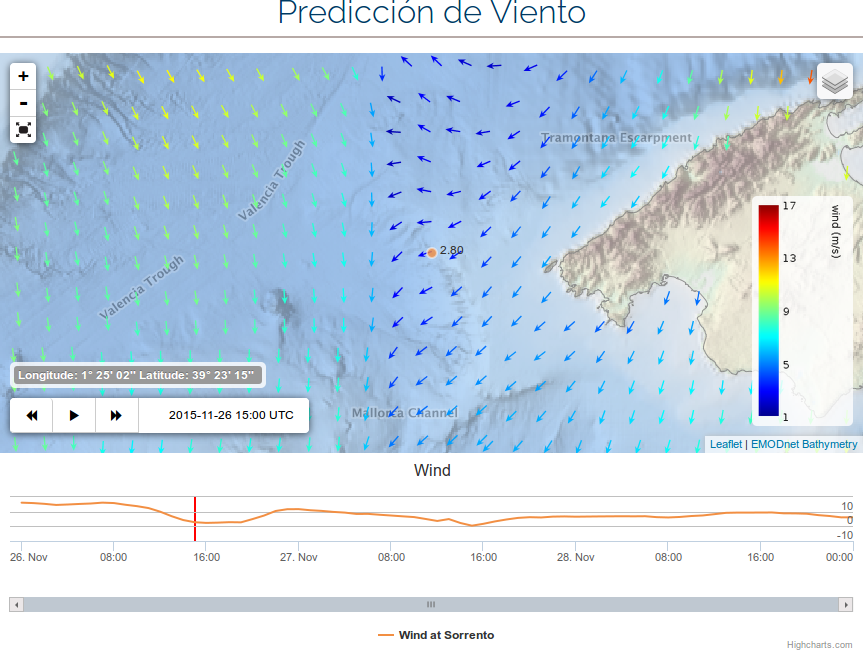 Predicción de Viento
+
-
Tramontana Escarpment
Valencia Trough
Valencia Trough
2.80
wind (m/s)
17
13
9
5
1
Longitude: 1° 25' 02'' Latitude: 39° 23' 15''
2015-11-26 15:00 UTC
Mallorca Channel
Leaflet | EMODnet Bathymetry
Wind
10
0
-10
26. Nov 08:00 16:00 27. Nov 08:00 16:00 28. Nov 08:00 16:00 00:00
Wind at Sorrento
Highcharts.com